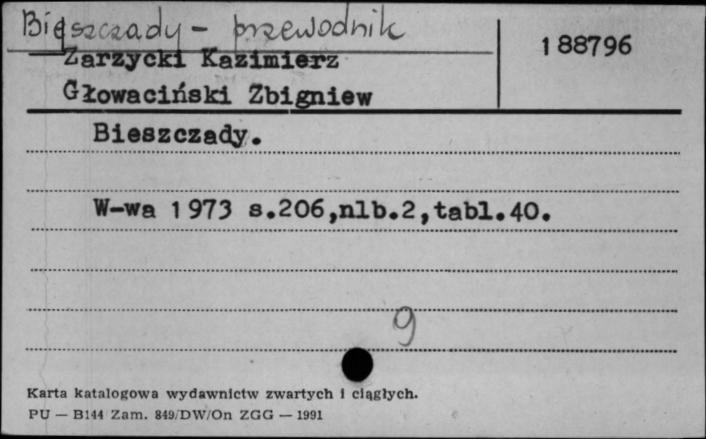 Bieszczady - przewodnik
188796
Zarzycki Kazimierz
Głowaciński Zbigniew
Bieszczady.
W-wa 1973 s.206,nlb.2,tabl.40.
9
Karta katalogowa wydawnictw zwartych i ciągłych.
PU — B144 Zam. 849/DW/On ZGG — 1991